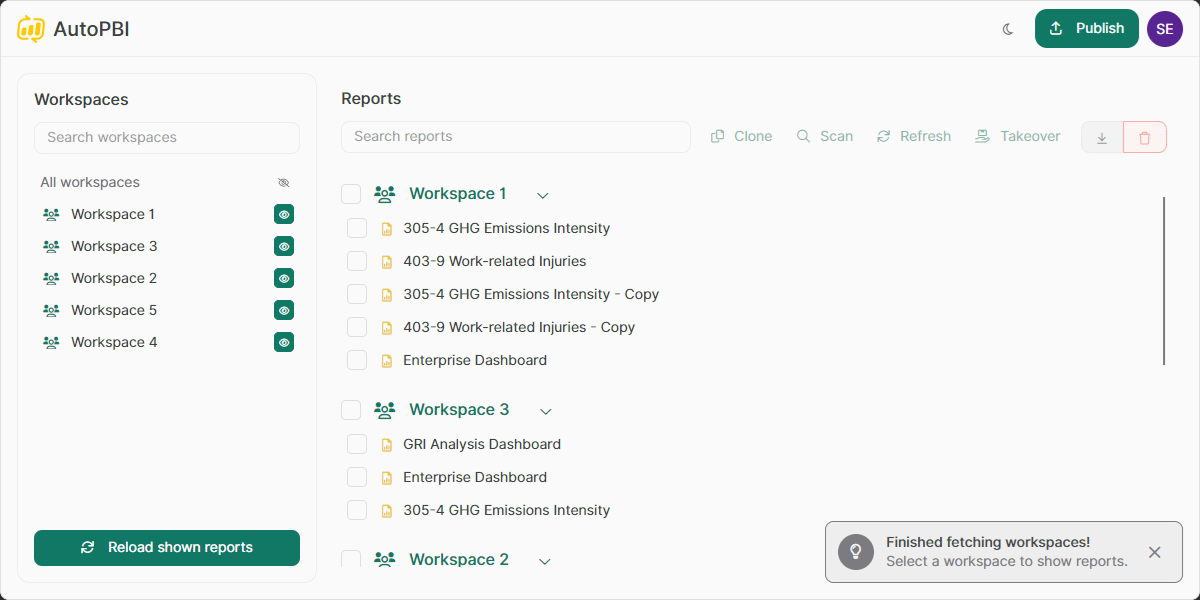 AutoPBI
Publish
SE
Workspaces
Search workspaces
All workspaces
Workspace 1
Workspace 3
Workspace 2
Workspace 5
Workspace 4
Reload shown reports
Reports
Search reports
Clone
Scan
Refresh
Takeover
Workspace 1
305-4 GHG Emissions Intensity
403-9 Work-related Injuries
305-4 GHG Emissions Intensity - Copy
403-9 Work-related Injuries - Copy
Enterprise Dashboard
Workspace 3
GRI Analysis Dashboard
Enterprise Dashboard
305-4 GHG Emissions Intensity
Workspace 2
Finished fetching workspaces!
Select a workspace to show reports.